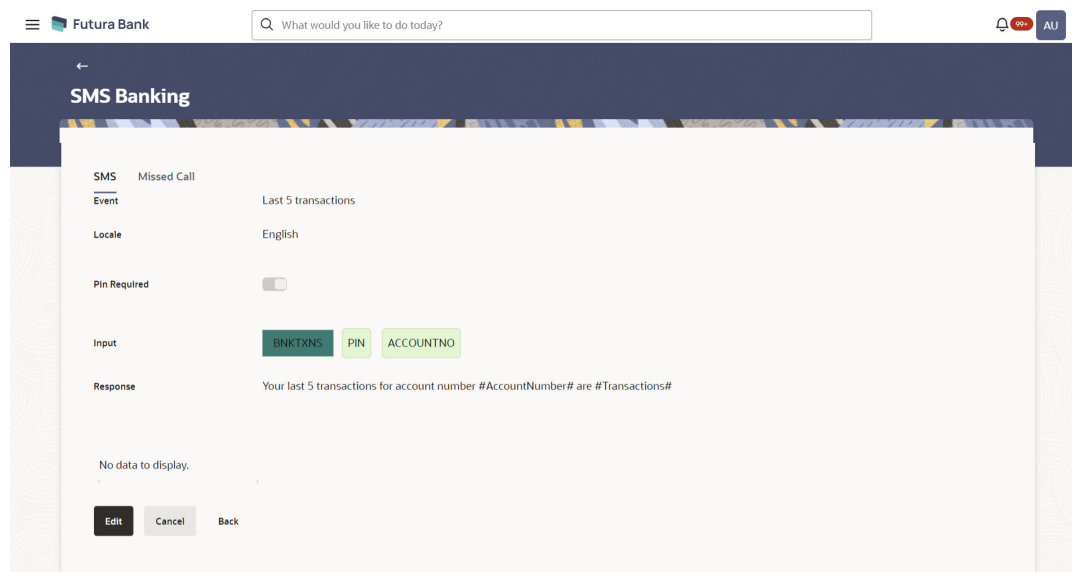 Futura Bank
What would you like to do today?
99+
AU
SMS Banking
SMS Missed Call
Event Last 5 transactions
Locale English
Pin Required
Input BNKTXNS PIN ACCOUNTNO
Response Your last 5 transactions for account number #AccountNumber# are #Transactions#
No data to display.
Edit Cancel Back